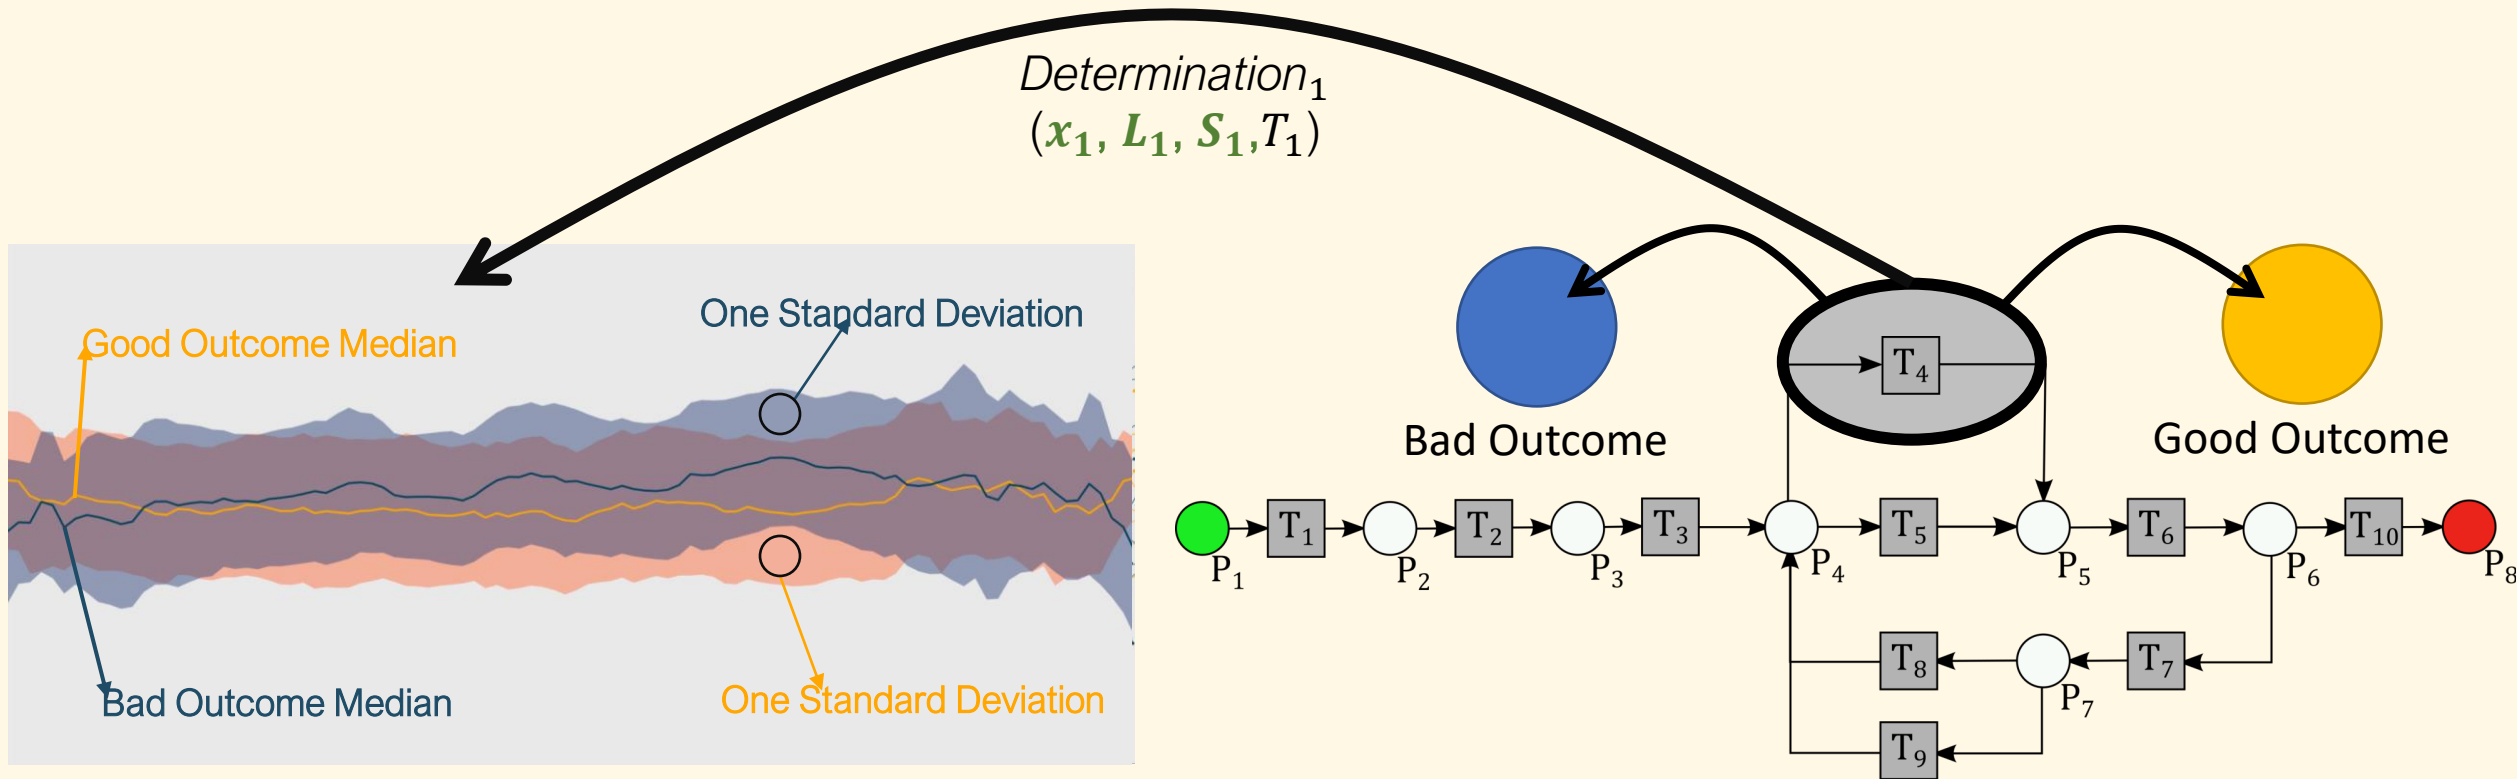 Determination₁
(x₁, L₁, S₁,T₁)
One Standard Deviation
Good Outcome Median
Bad Outcome Median
One Standard Deviation
Bad Outcome
Good Outcome
T₄
T₁
T₂
T₃
T₅
T₆
T₁₀
P₁
P₂
P₃
P₄
P₅
P₆
P₈
T₈
T₇
P₇
T₉